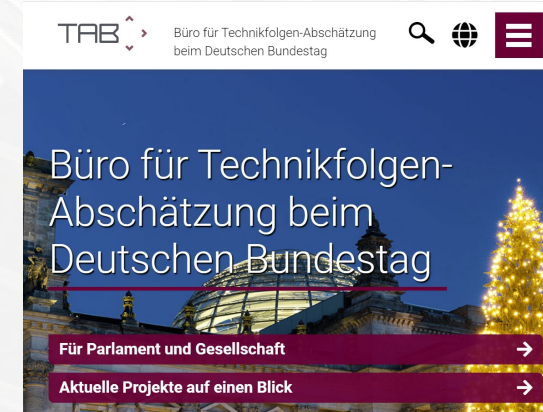 TAB
Büro für Technikfolgen-Abschätzung
beim Deutschen Bundestag
Büro für Technikfolgen-
Abschätzung beim
Deutschen Bundestag
Für Parlament und Gesellschaft
Aktuelle Projekte auf einen Blick